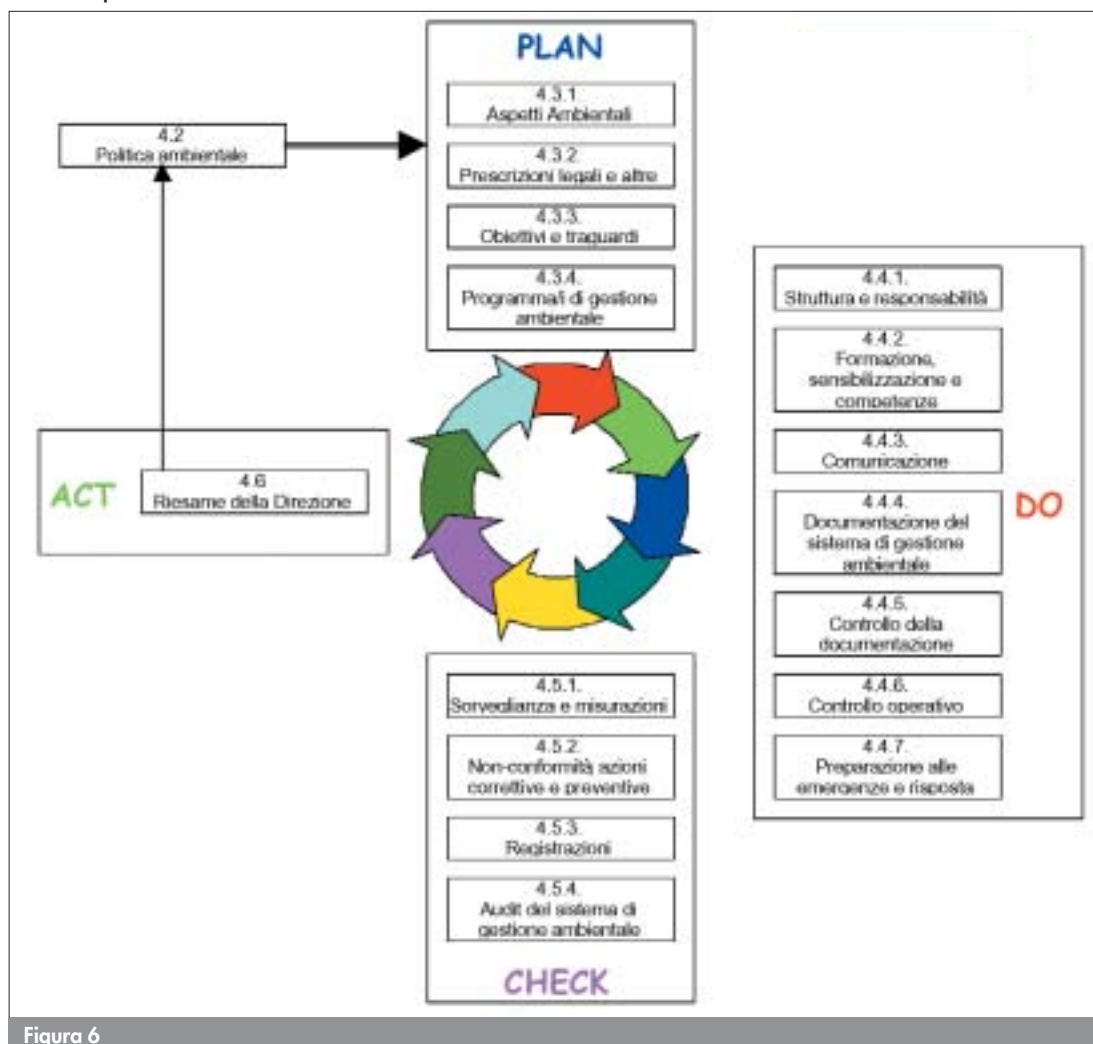 PLAN
4.3.1
Aspetti Ambientali
4.3.2.
Prescrizioni legali e altre
4.3.3.
Obiettivi e traguardi
4.3.4.
Programma/i di gestione
ambientale
4.2
Politica ambientale
4.4.1.
Struttura e responsabilità
4.4.2.
Formazione,
sensibilizzazione e
competenze
4.4.3.
Comunicazione
4.4.4.
Documentazione del
sistema di gestione
ambientale
4.4.5.
Controllo della
documentazione
4.4.6.
Controllo operativo
4.4.7.
Preparazione alle
emergenze e risposta
DO
ACT
4.6
Riesame della Direzione
4.5.1.
Sorveglianza e misurazioni
4.5.2.
Non-conformità, azioni
correttive e preventive
4.5.3.
Registrazioni
4.5.4.
Audit del sistema di
gestione ambientale
CHECK
Figura 6